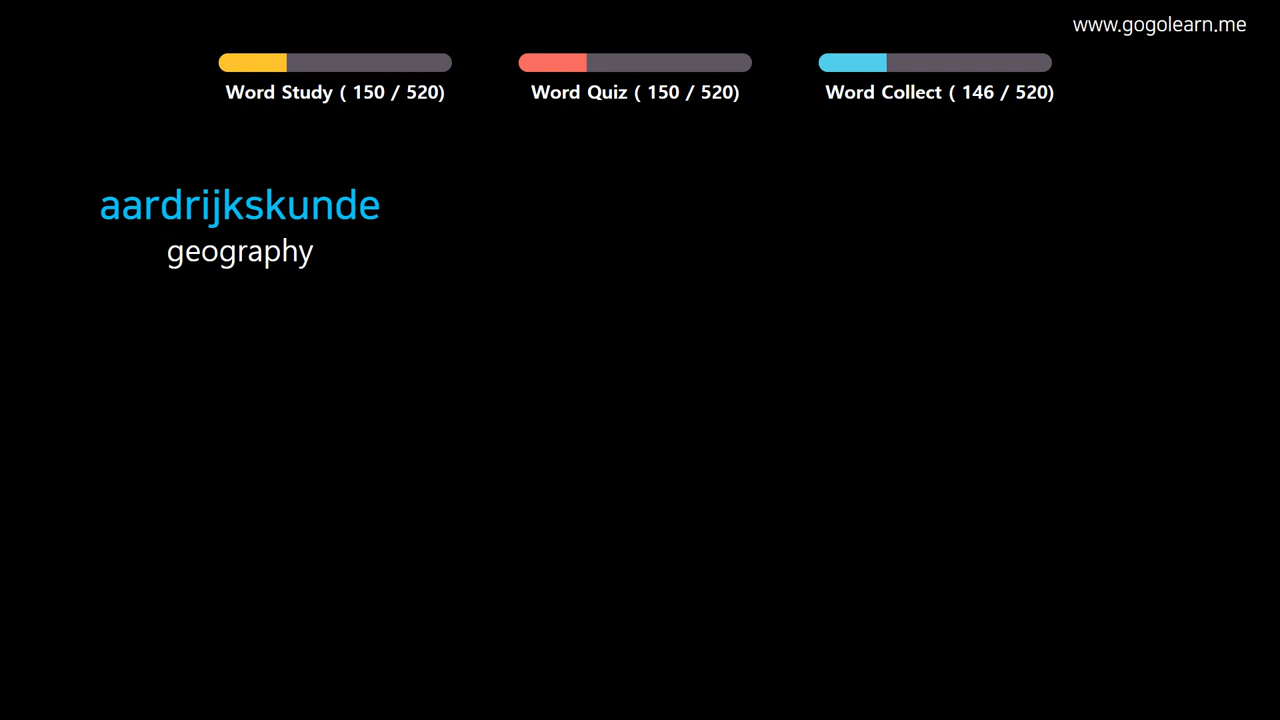 www.gogolearn.me
Word Study ( 150 / 520)
Word Quiz ( 150 / 520)
Word Collect ( 146 / 520)
aardrijkskunde
geography